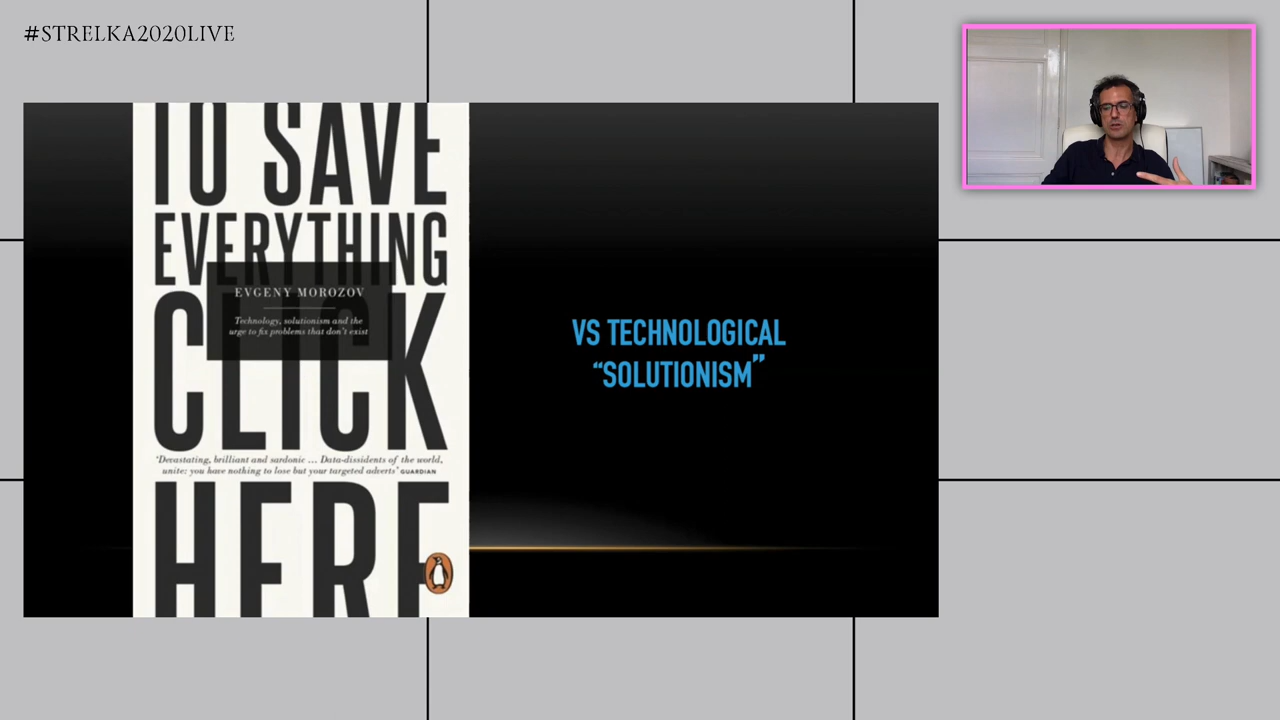 #STRELKA2020LIVE
TO SAVE
EVERYTHING
CLICK
EVGENY MOROZOV
Technology, solutionism and the
urge to fix problems that don't exist
'Devastating, brilliant and sardonic ... Data-dissidents of the world,
unite: you have nothing to lose but your targeted adverts' GUARDIAN
HERE
VS TECHNOLOGICAL
“SOLUTIONISM”